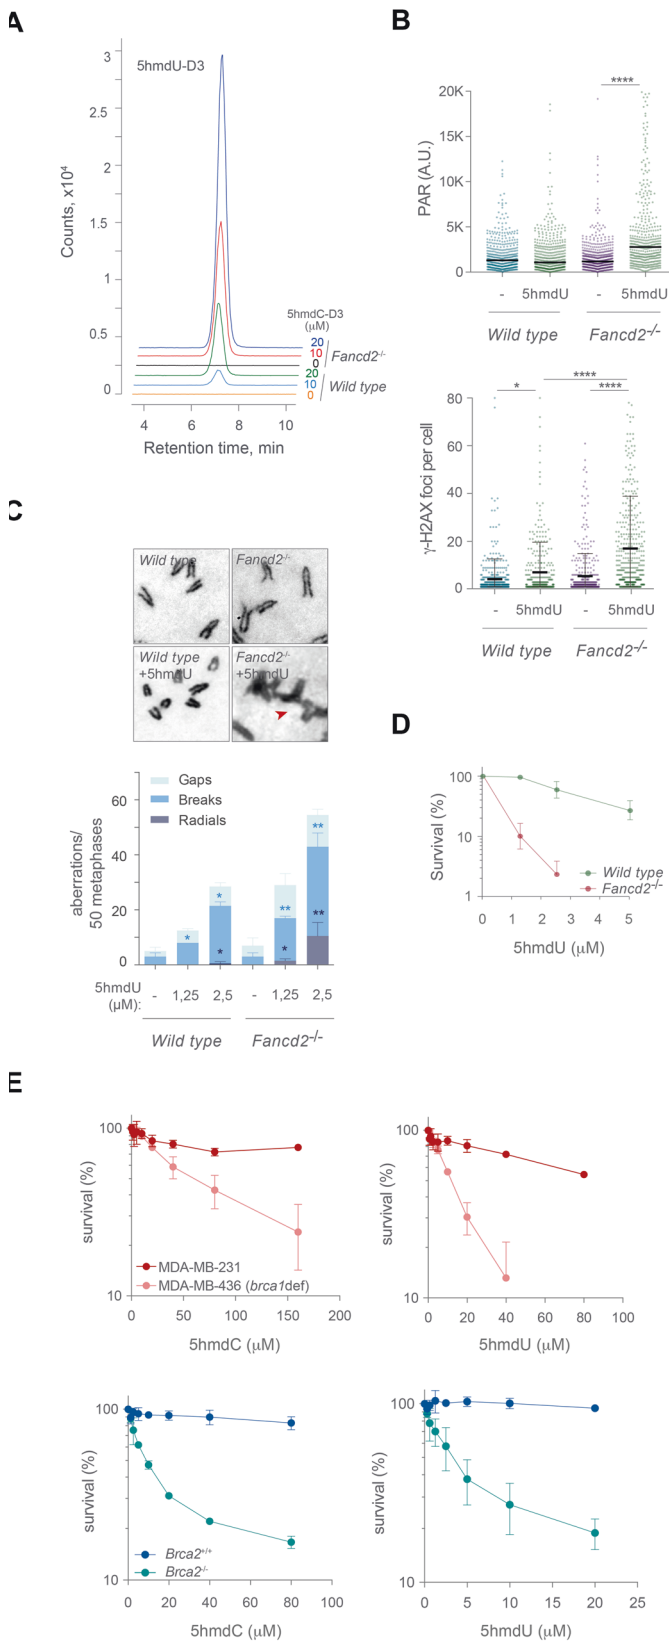 A
5hmdU-D3
3
2.5
2
1.5
1
0.5
0
Counts, x10⁴
5hmdC-D3
(µM)
20
10
0
Fancd2-/-
20
10
0
Wild type
4
6
8
10
Retention time, min
B
****
20K
15K
10K
5K
0
PAR (A.U.)
-
5hmdU
-
5hmdU
Wild type
Fancd2-/-
****
*
****
80
60
40
20
0
γ-H2AX foci per cell
-
5hmdU
-
5hmdU
Wild type
Fancd2-/-
C
Wild type
Fancd2-/-
Wild type
+5hmdU
Fancd2-/-
+5hmdU
Gaps
Breaks
Radials
60
40
20
0
aberrations/
50 metaphases
*
*
*
**
*
**
**
5hmdU
(µM):
-
1,25
2,5
-
1,25
2,5
Wild type
Fancd2-/-
D
100
10
1
Survival (%)
Wild type
Fancd2-/-
0
1
2
3
4
5
5hmdU (µM)
E
100
10
survival (%)
MDA-MB-231
MDA-MB-436 (brca1def)
0
50
100
150
200
5hmdC (µM)
100
10
survival (%)
0
20
40
60
80
100
5hmdU (µM)
100
10
survival (%)
Brca2+/+
Brca2-/-
0
20
40
60
80
100
5hmdC (µM)
100
10
survival (%)
0
5
10
15
20
25
5hmdU (µM)